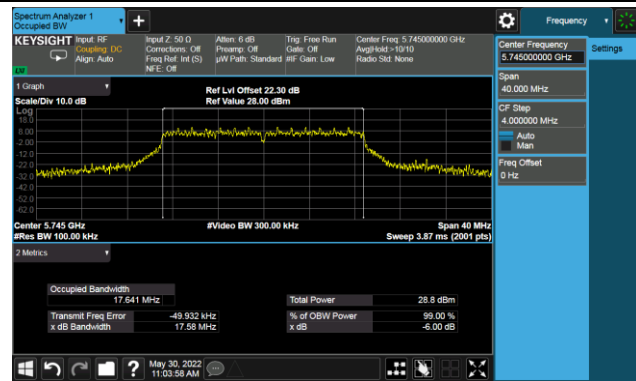 Spectrum Analyzer 1
Occupied BW
Frequency
KEYSIGHT
Input: RF
Coupling: DC
Align: Auto
Input Z: 50 Ω
Corrections: Off
Freq Ref: Int (S)
NFE: Off
Atten: 6 dB
Preamp: Off
µW Path: Standard
Trig: Free Run
Gate: Off
#IF Gain: Low
Center Freq: 5.745000000 GHz
Avg|Hold:>10/10
Radio Std: None
Center Frequency
5.745000000 GHz
Settings
Span
40.000 MHz
CF Step
4.000000 MHz
Auto
Man
Freq Offset
0 Hz
1 Graph
Scale/Div 10.0 dB
Ref Lvl Offset 22.30 dB
Ref Value 28.00 dBm
Log
18.0
8.00
-2.00
-12.0
-22.0
-32.0
-42.0
-52.0
-62.0
Center 5.745 GHz
#Video BW 300.00 kHz
Span 40 MHz
#Res BW 100.00 kHz
Sweep 3.87 ms (2001 pts)
2 Metrics
Occupied Bandwidth
17.641 MHz
Total Power 28.8 dBm
Transmit Freq Error -49.932 kHz
% of OBW Power 99.00 %
x dB Bandwidth 17.58 MHz
x dB -6.00 dB
May 30, 2022
11:03:58 AM